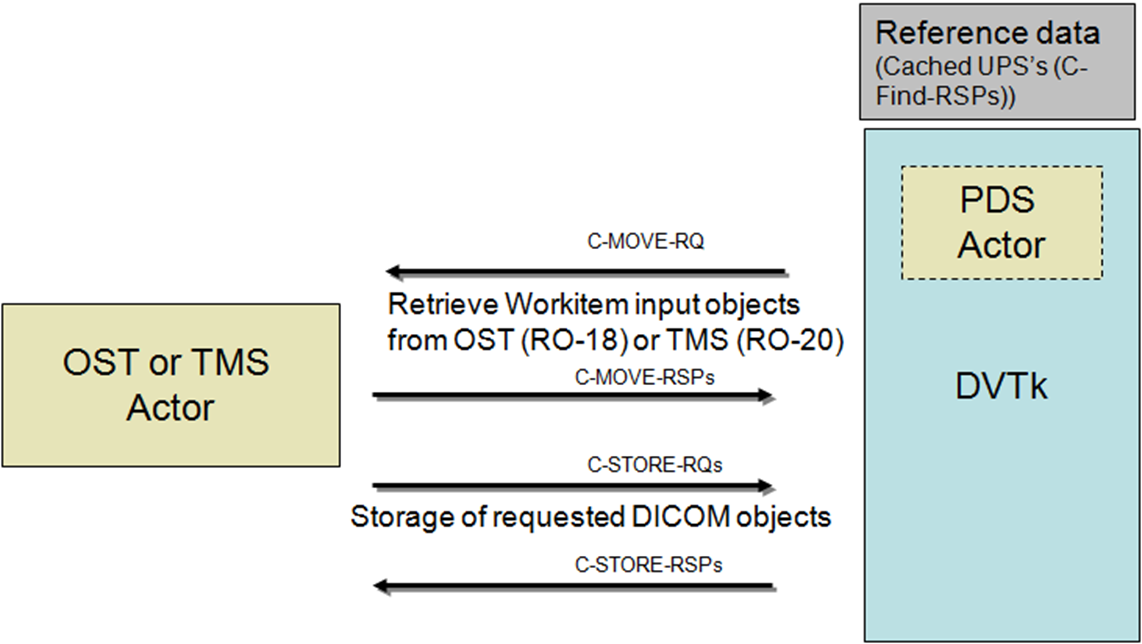 Reference data
(Cached UPS's (C-
Find-RSPs))
PDS
Actor
C-MOVE-RQ
Retrieve Workitem input objects
from OST (RO-18) or TMS (RO-20)
C-MOVE-RSPs
OST or TMS
Actor
DVTk
C-STORE-RQs
Storage of requested DICOM objects
C-STORE-RSPs